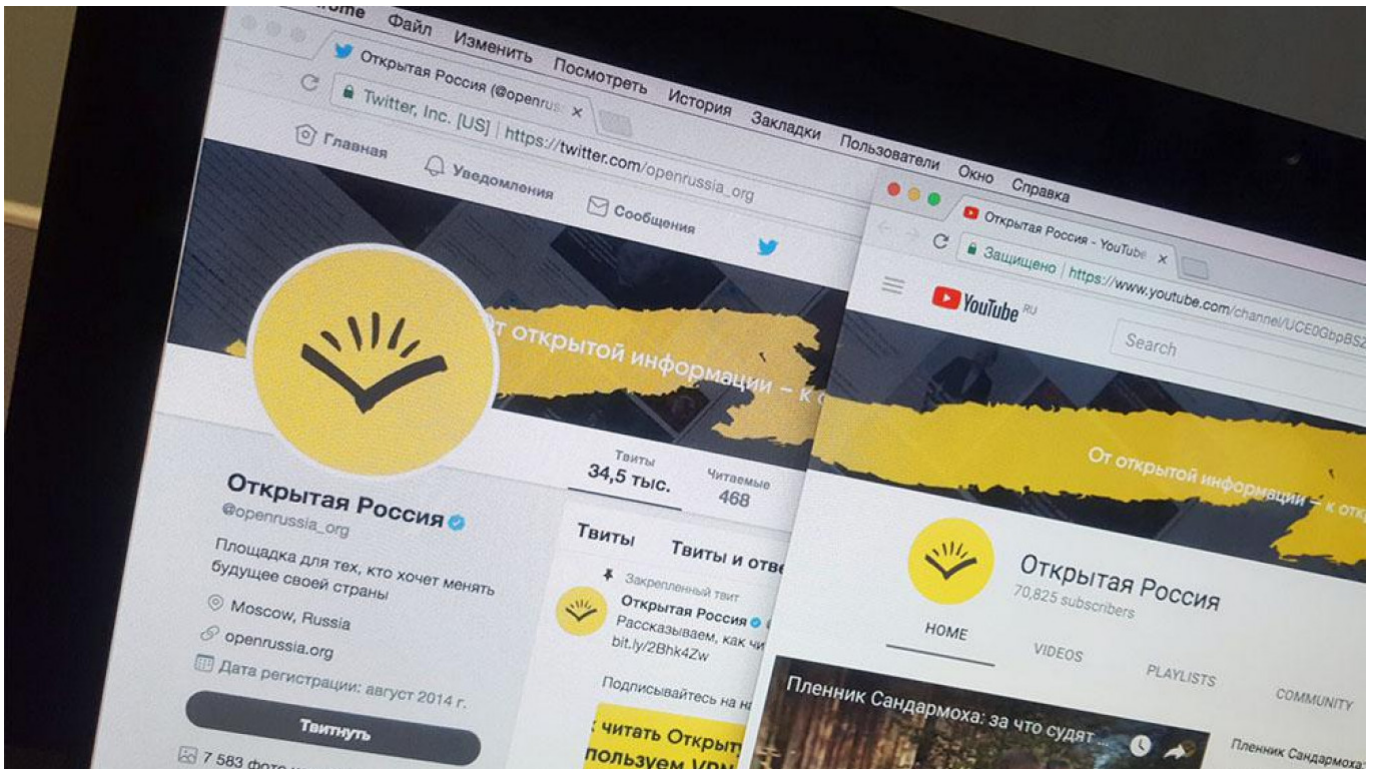 Файл Изменить Посмотреть История Закладки Пользователи Окно Справка
Открытая Россия (@openrus
Twitter, Inc. [US] | https://twitter.com/openrussia_org
Главная Уведомления Сообщения
От открытой информации – к
Твиты
34,5 тыс.
Читаемые
468
Открытая Россия
@openrussia_org
Площадка для тех, кто хочет менять
будущее своей страны
Moscow, Russia
openrussia.org
Дата регистрации: август 2014 г.
Твитнуть
7 583 фото
Твиты Твиты и отве
Закрепленный твит
Открытая Россия
Рассказываем, как чи
bit.ly/2Bhk4Zw
Подписывайтесь на на
читать Откры
пользуем VPN
Открытая Россия - YouTube
Защищено | https://www.youtube.com/channel/UCE0GbpBSZ
YouTube RU
Search
От открытой информации – к отк
Открытая Россия
70,825 subscribers
HOME VIDEOS PLAYLISTS COMMUNITY
Пленник Сандармоха: за что судят ...
Пленник Сандармоха: